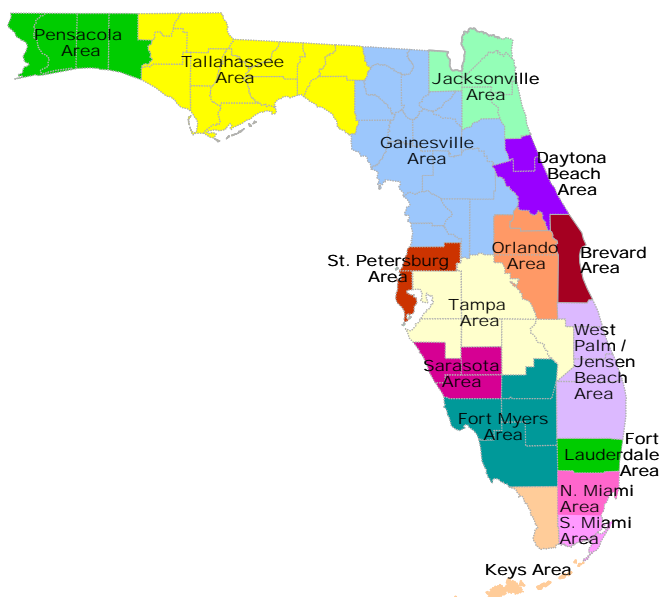 Pensacola
Area
Tallahassee
Area
Jacksonville
Area
Gainesville
Area
Daytona
Beach
Area
St. Petersburg
Area
Orlando
Area
Brevard
Area
Tampa
Area
West
Palm /
Jensen
Beach
Area
Sarasota
Area
Fort Myers
Area
Fort
Lauderdale
Area
N. Miami
Area
S. Miami
Area
Keys Area